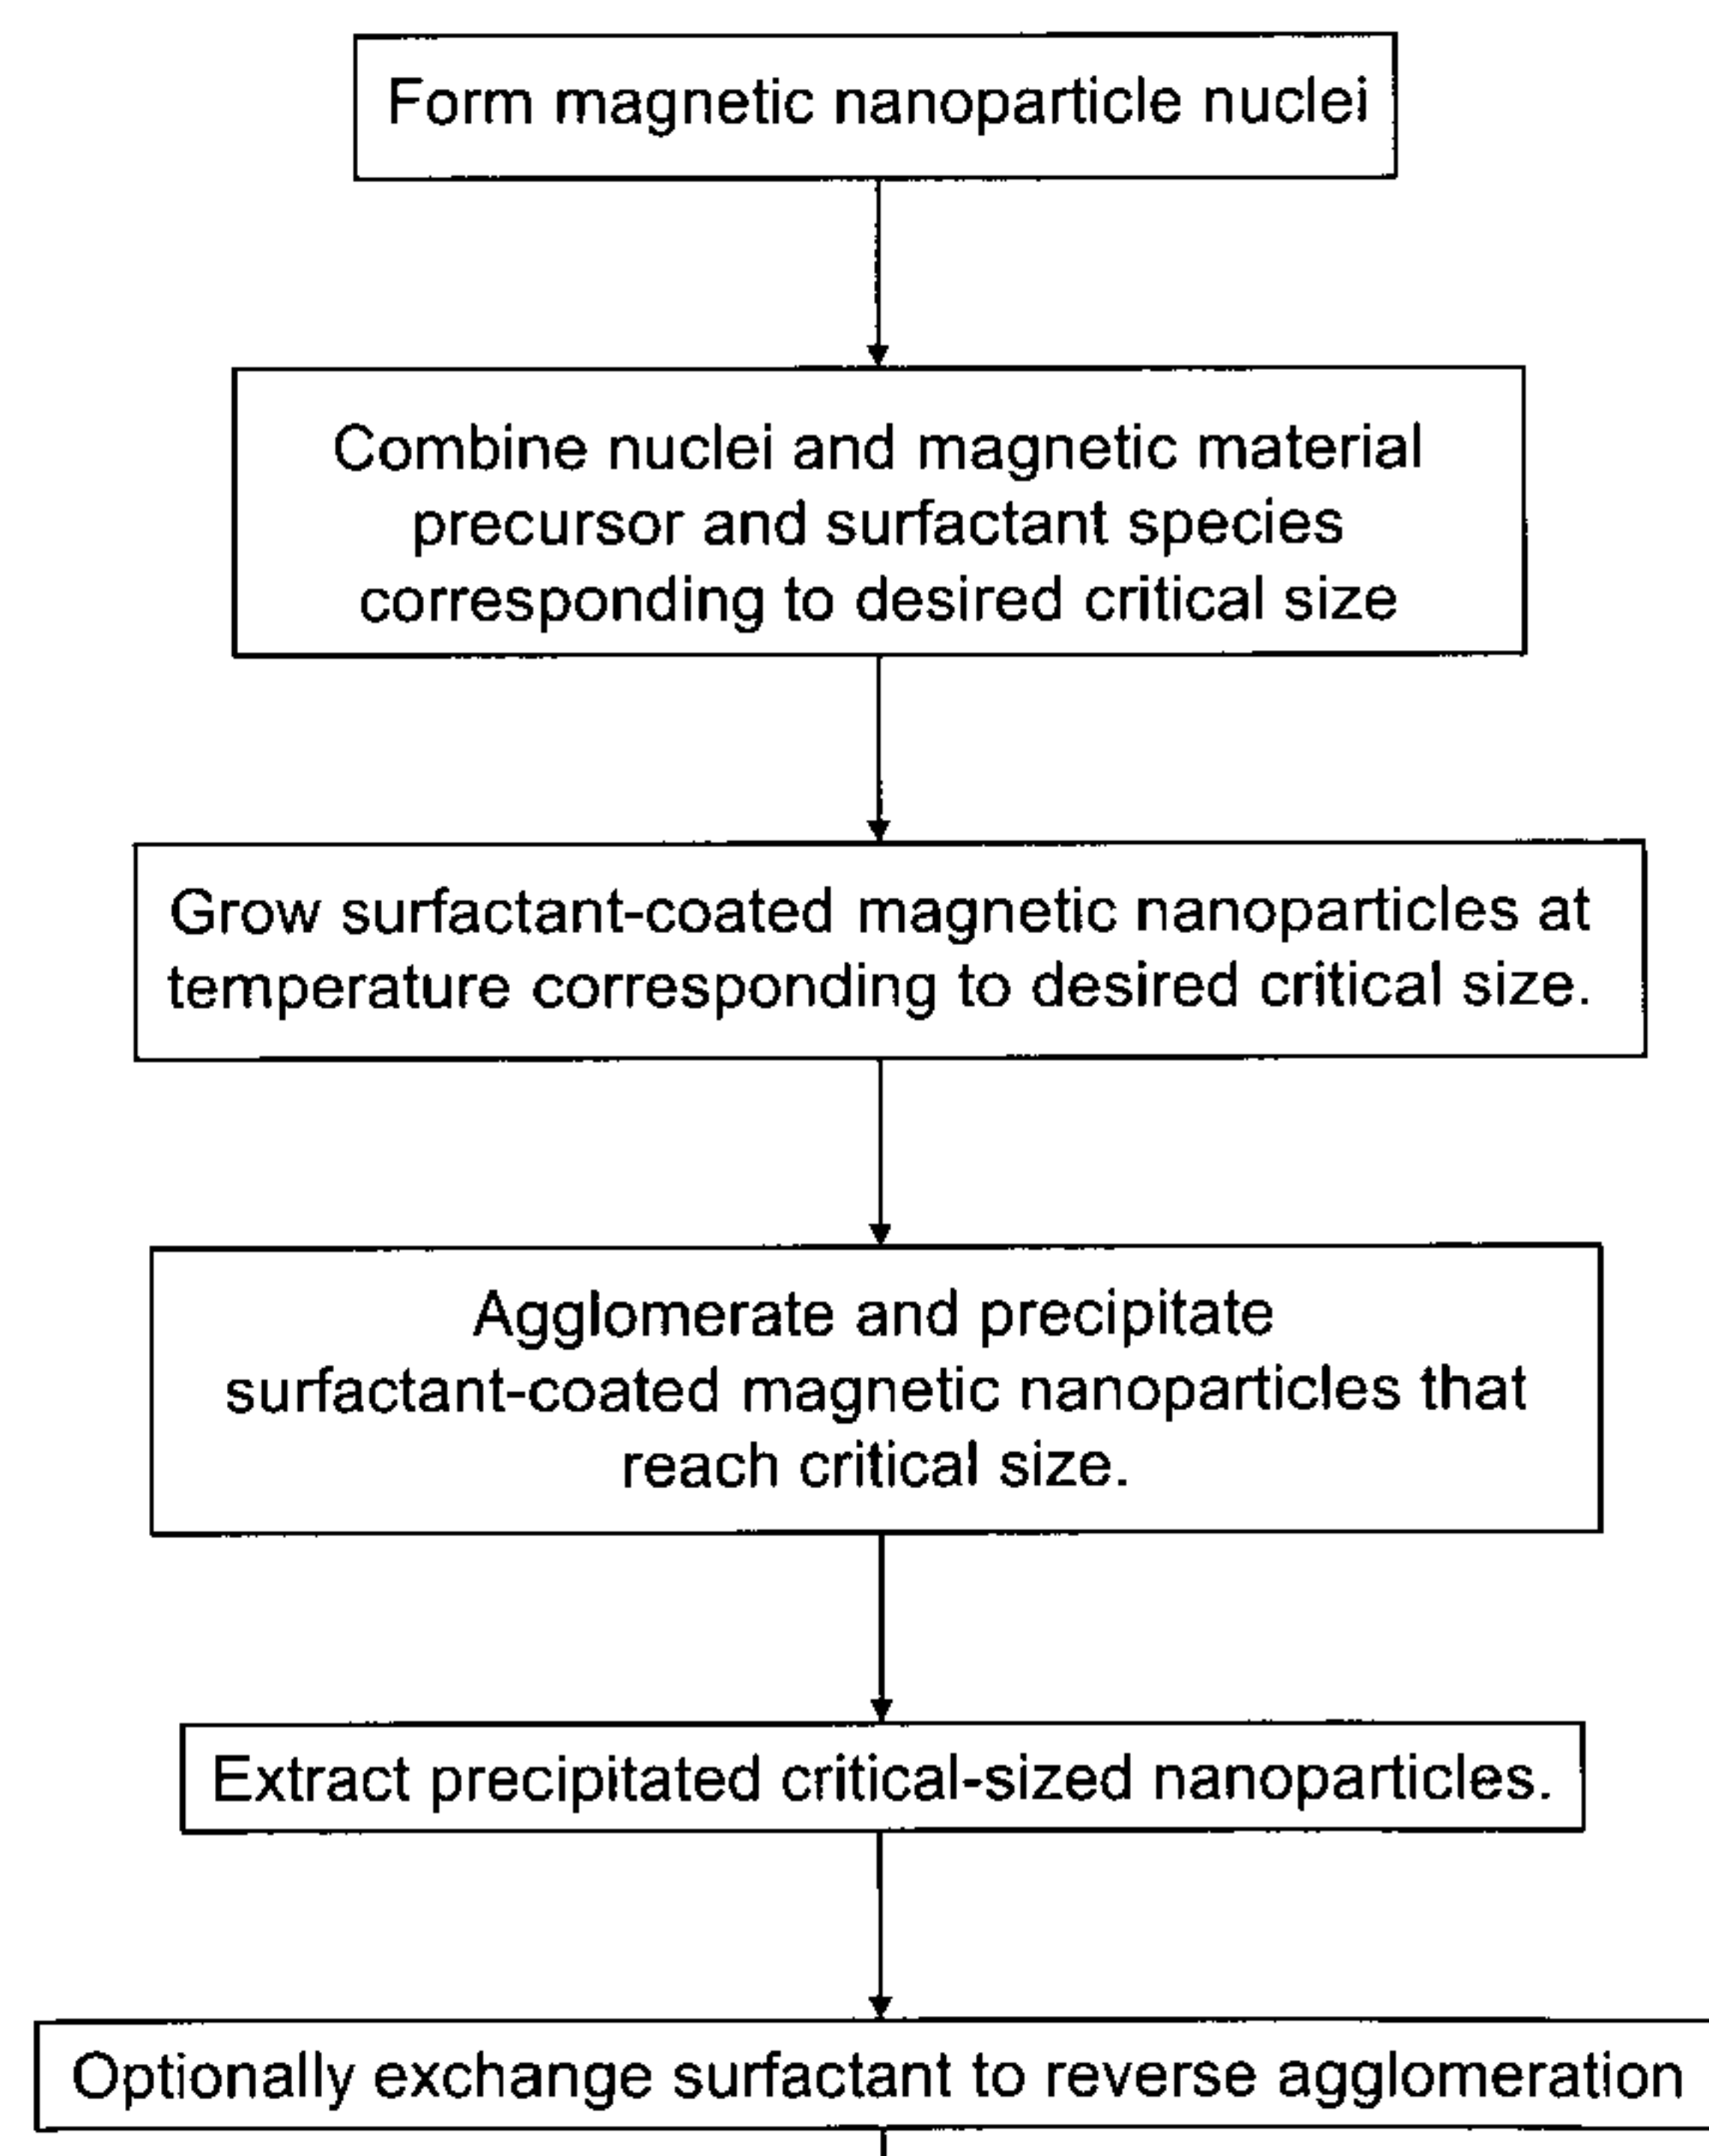 Form magnetic nanoparticle nuclei
Combine nuclei and magnetic material
precursor and surfactant species
corresponding to desired critical size
Grow surfactant-coated magnetic nanoparticles at
temperature corresponding to desired critical size.
Agglomerate and precipitate
surfactant-coated magnetic nanoparticles that
reach critical size.
Extract precipitated critical-sized nanoparticles.
Optionally exchange surfactant to reverse agglomeration